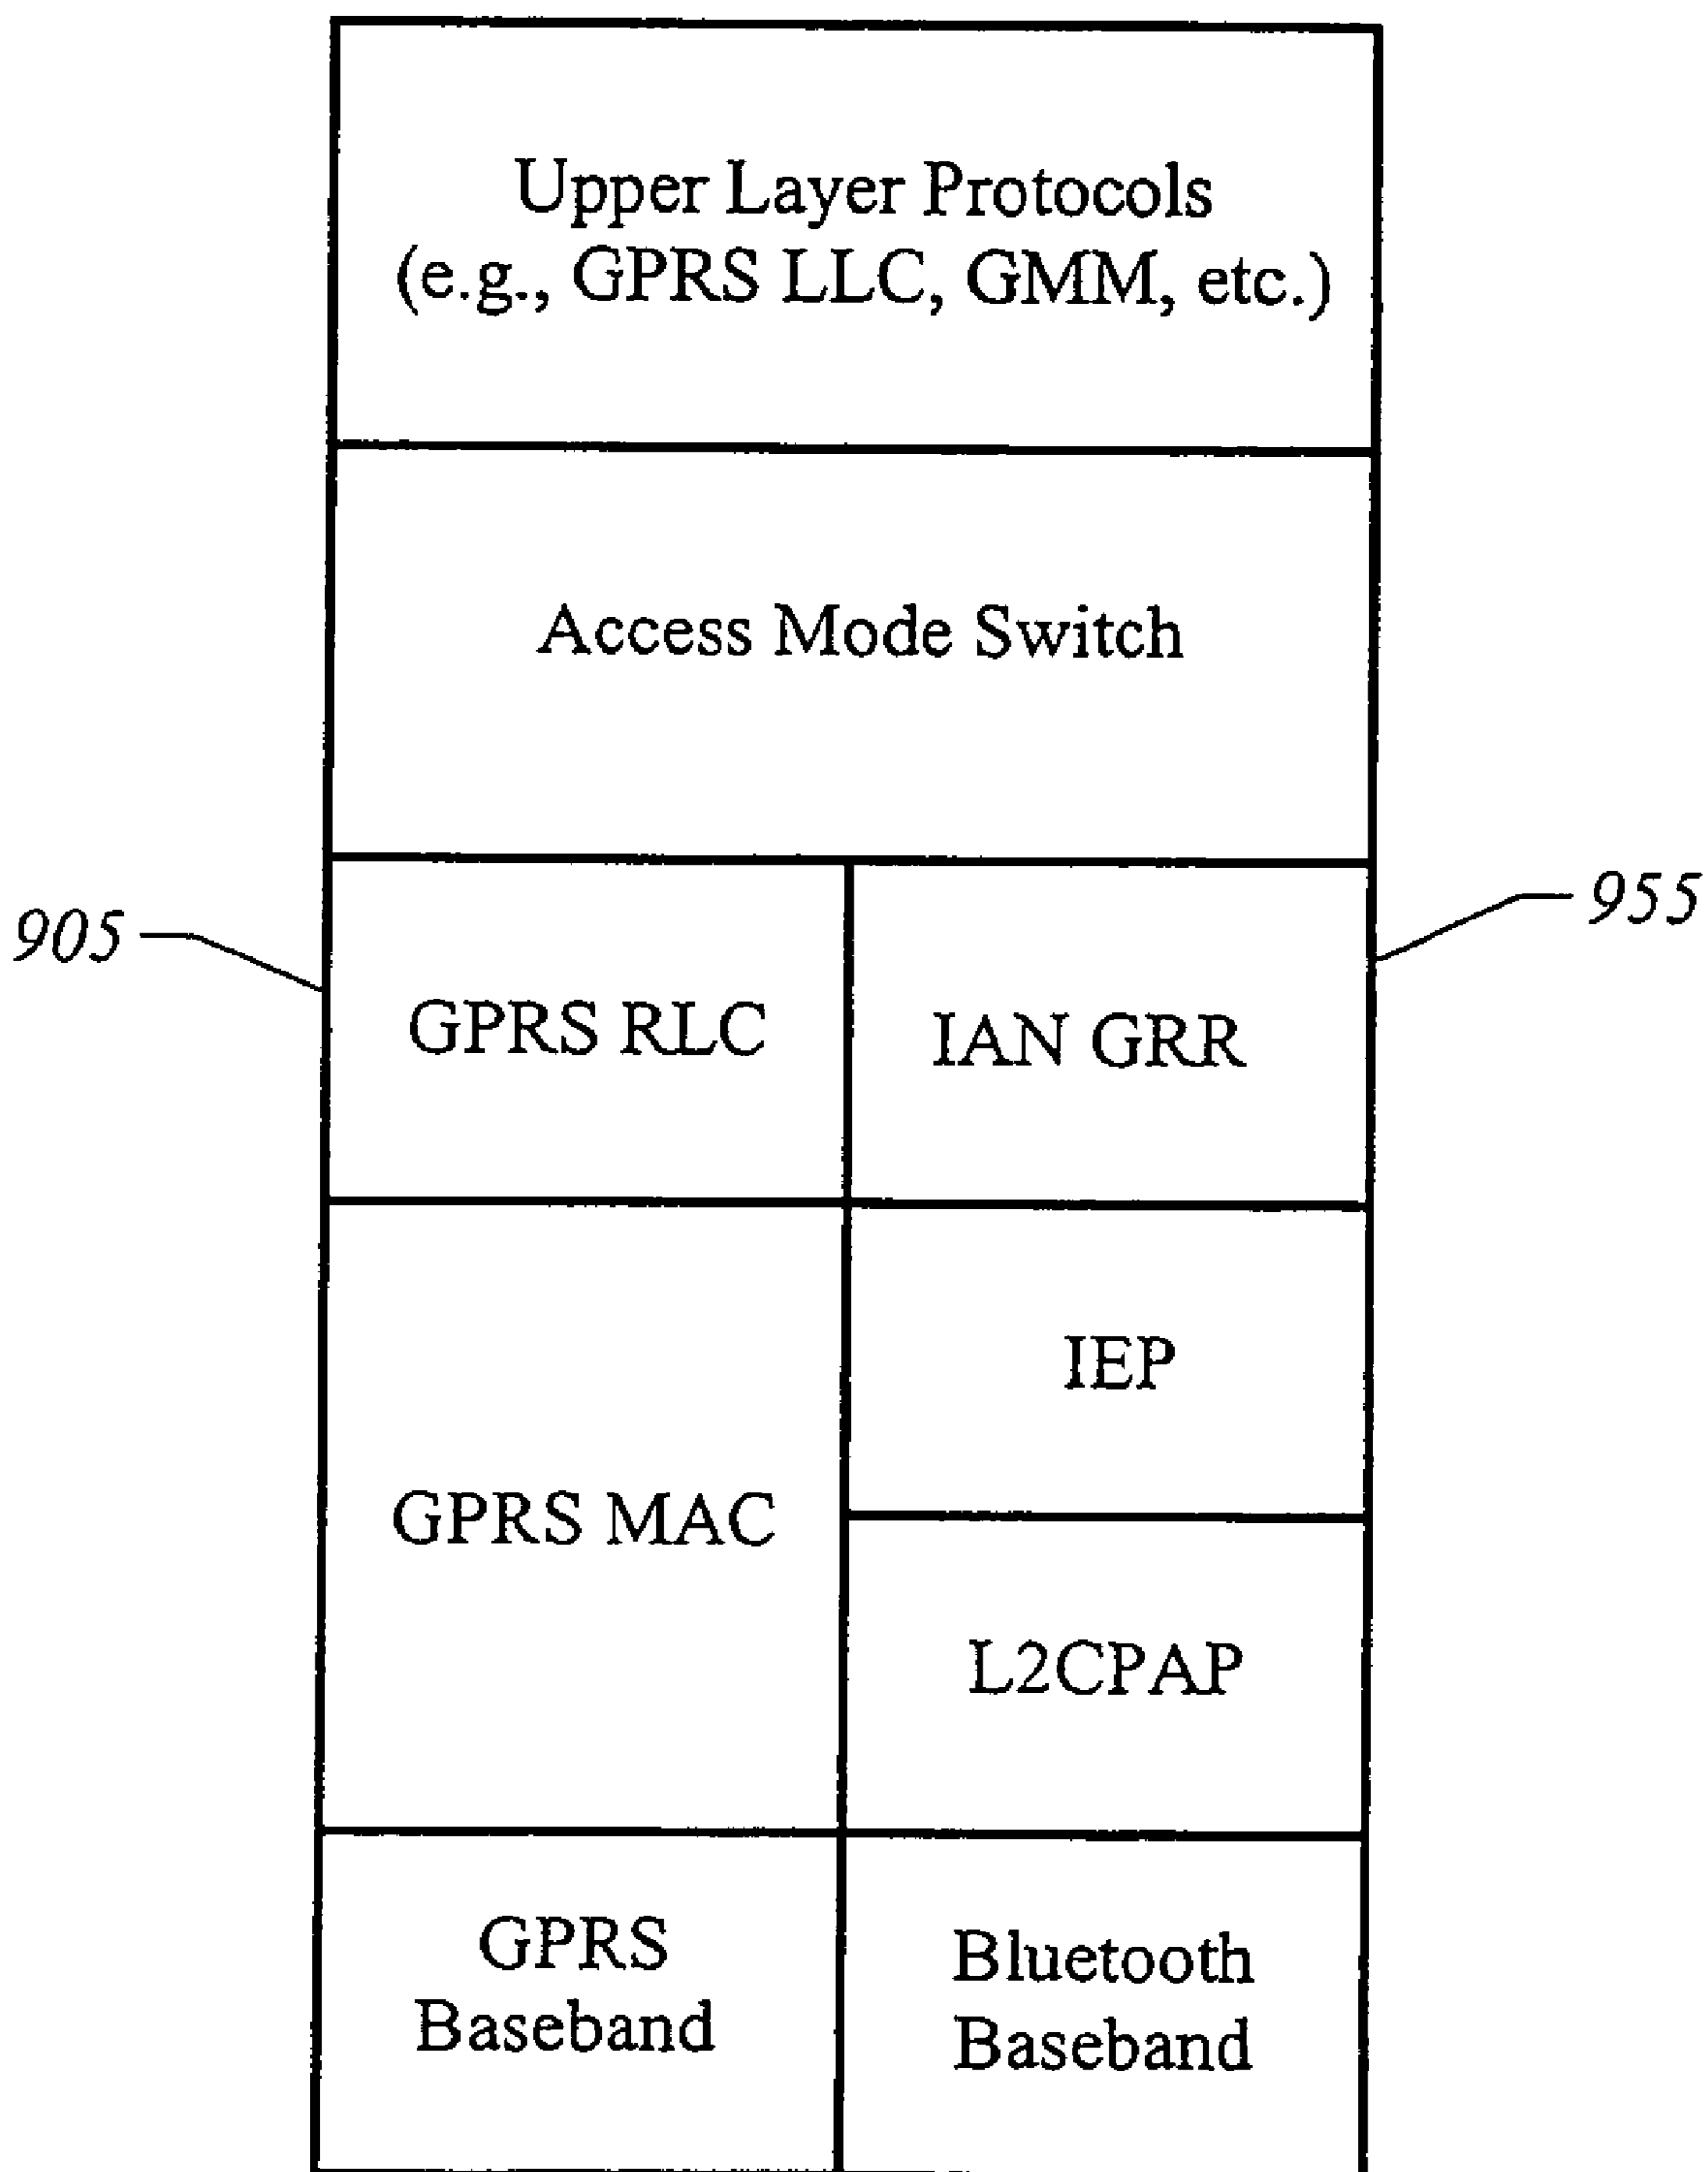 Upper Layer Protocols
(e.g., GPRS LLC, GMM, etc.)
Access Mode Switch
905
955
GPRS RLC
IAN GRR
IEP
GPRS MAC
L2CPAP
GPRS
Baseband
Bluetooth
Baseband